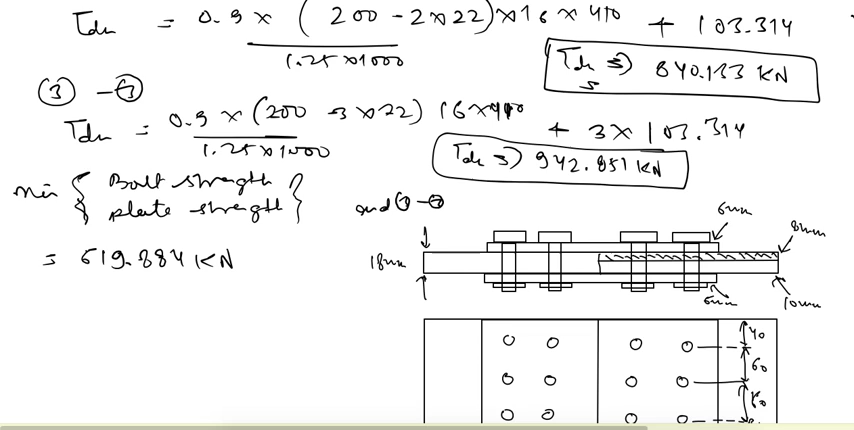 Tdn = 0.9 × (200 - 2×22)×16×410 / 1.25×1000 + 103.314
Tdn ⇒ 840.133 KN
③ - ③
Tdn = 0.9 × (200 - 3×22) 16×410 / 1.25×1000 + 3× 103.314
Tdn ⇒ 942.851 KN
min { Bolt strength
plate strength }
= 619.884 KN
and
6mm
8mm
18mm
6mm
10mm
40
60
60